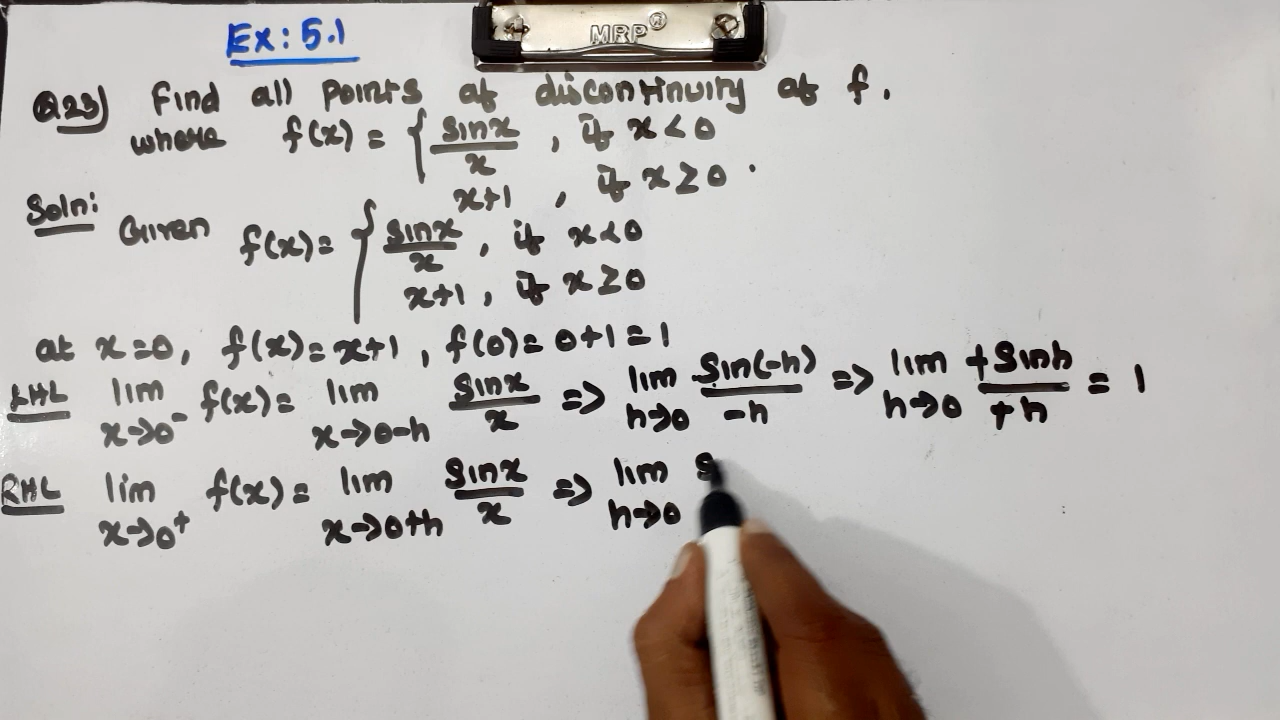 MRP®
Ex: 5.1
Q23) Find all points of discontinuity of f.
where f(x) = { sinx/x , if x < 0
x+1 , if x ≥ 0 .
Soln:
Given f(x) = { sinx/x , if x < 0
x+1 , if x ≥ 0
at x=0, f(x) = x+1 , f(0) = 0+1 = 1
LHL lim x→0⁻ f(x) = lim x→0-h sinx/x => lim h→0 sin(-h)/-h => lim h→0 +sinh/+h = 1
RHL lim x→0⁺ f(x) = lim x→0+h sinx/x => lim h→0 s